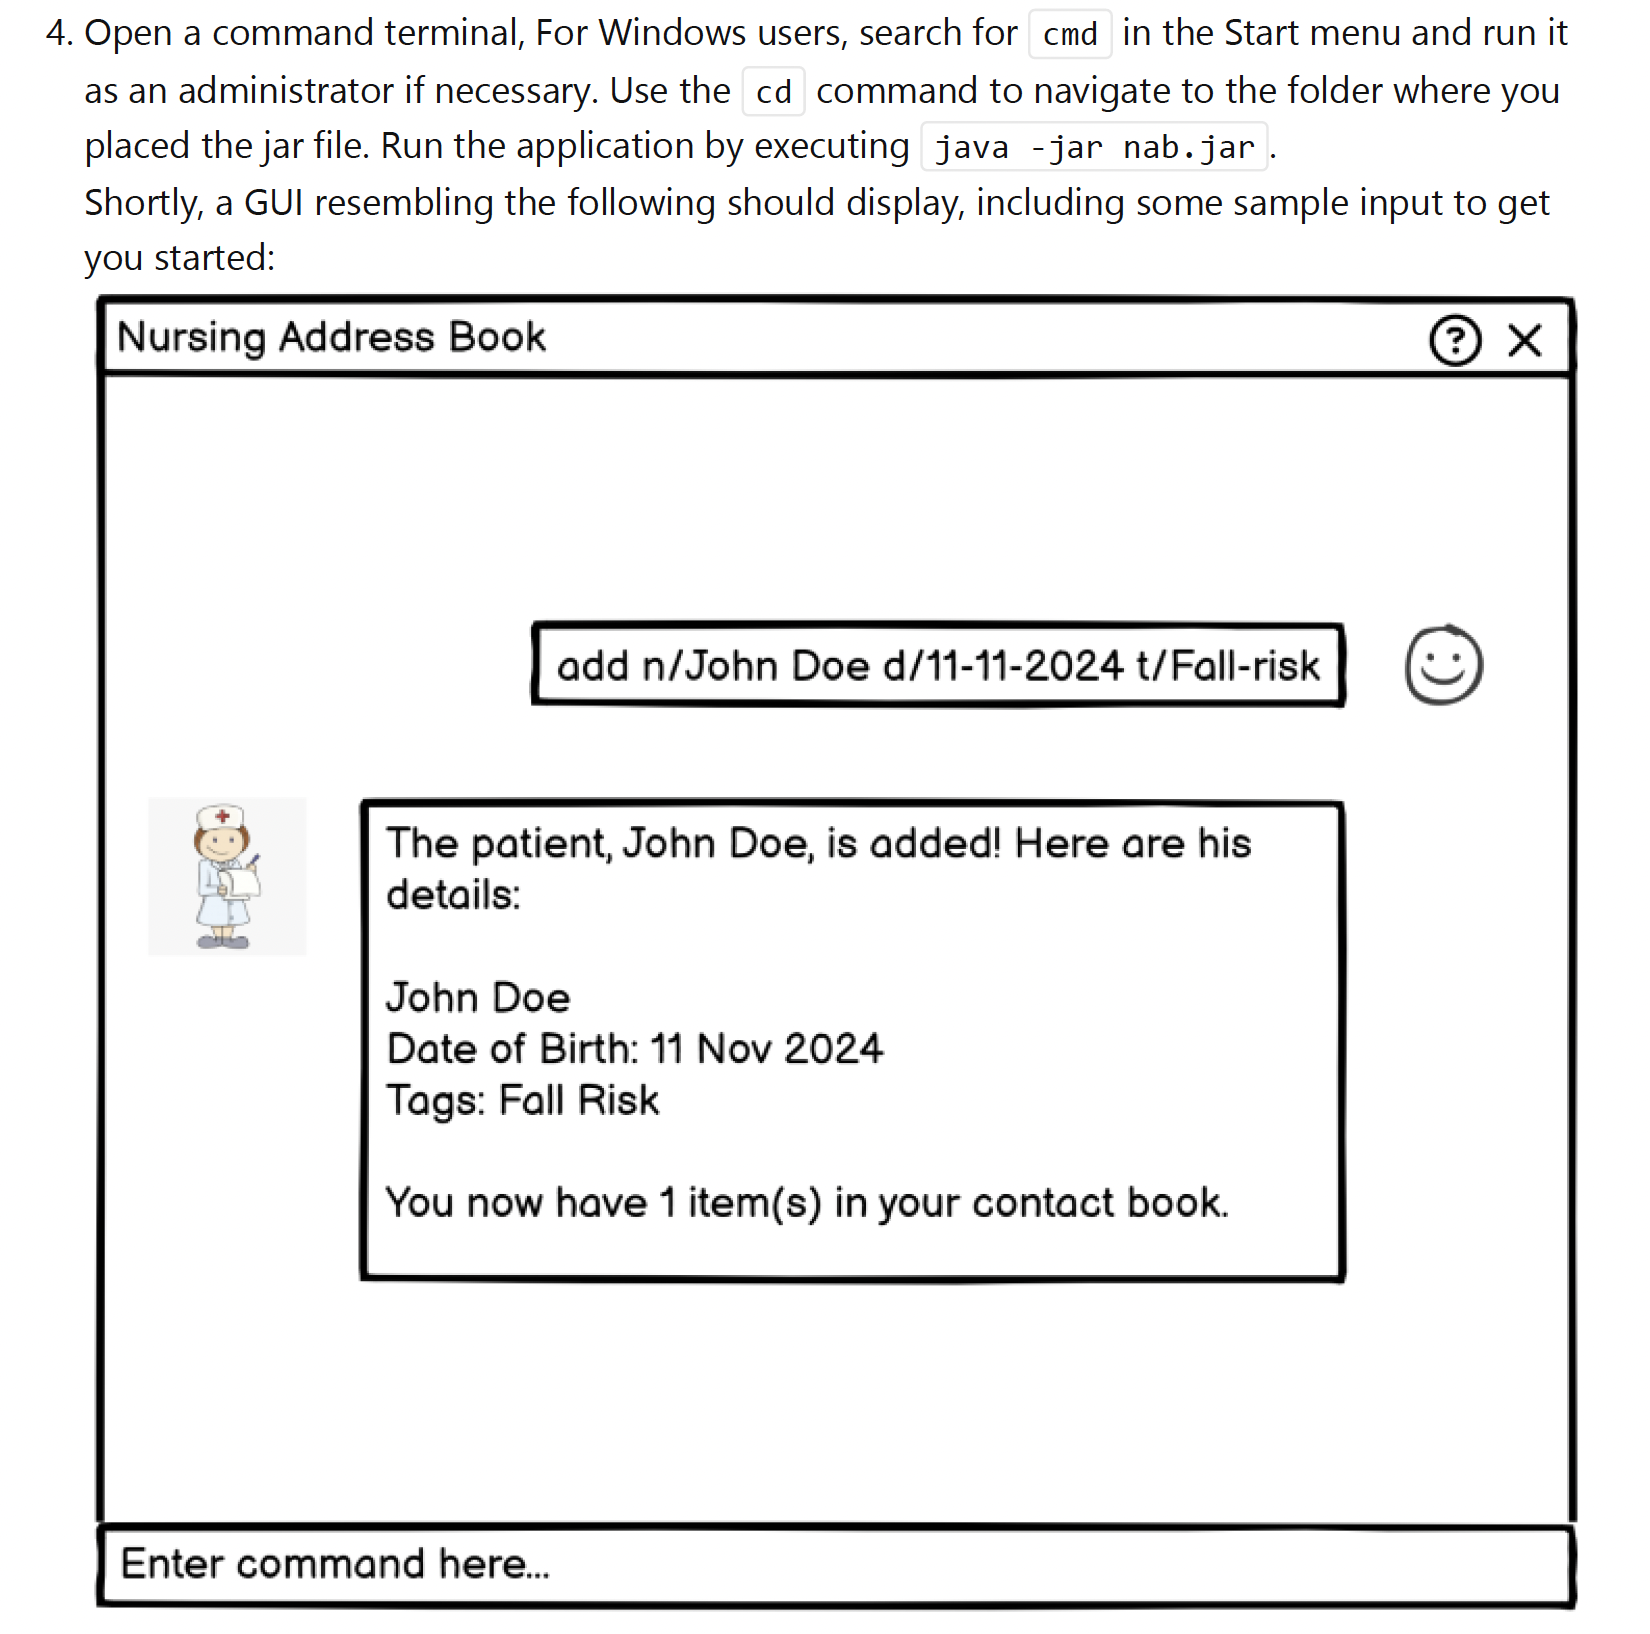 4. Open a command terminal, For Windows users, search for cmd in the Start menu and run it
as an administrator if necessary. Use the cd command to navigate to the folder where you
placed the jar file. Run the application by executing java -jar nab.jar.
Shortly, a GUI resembling the following should display, including some sample input to get
you started:
Nursing Address Book ? X
add n/John Doe d/11-11-2024 t/Fall-risk
The patient, John Doe, is added! Here are his
details:
John Doe
Date of Birth: 11 Nov 2024
Tags: Fall Risk
You now have 1 item(s) in your contact book.
Enter command here...